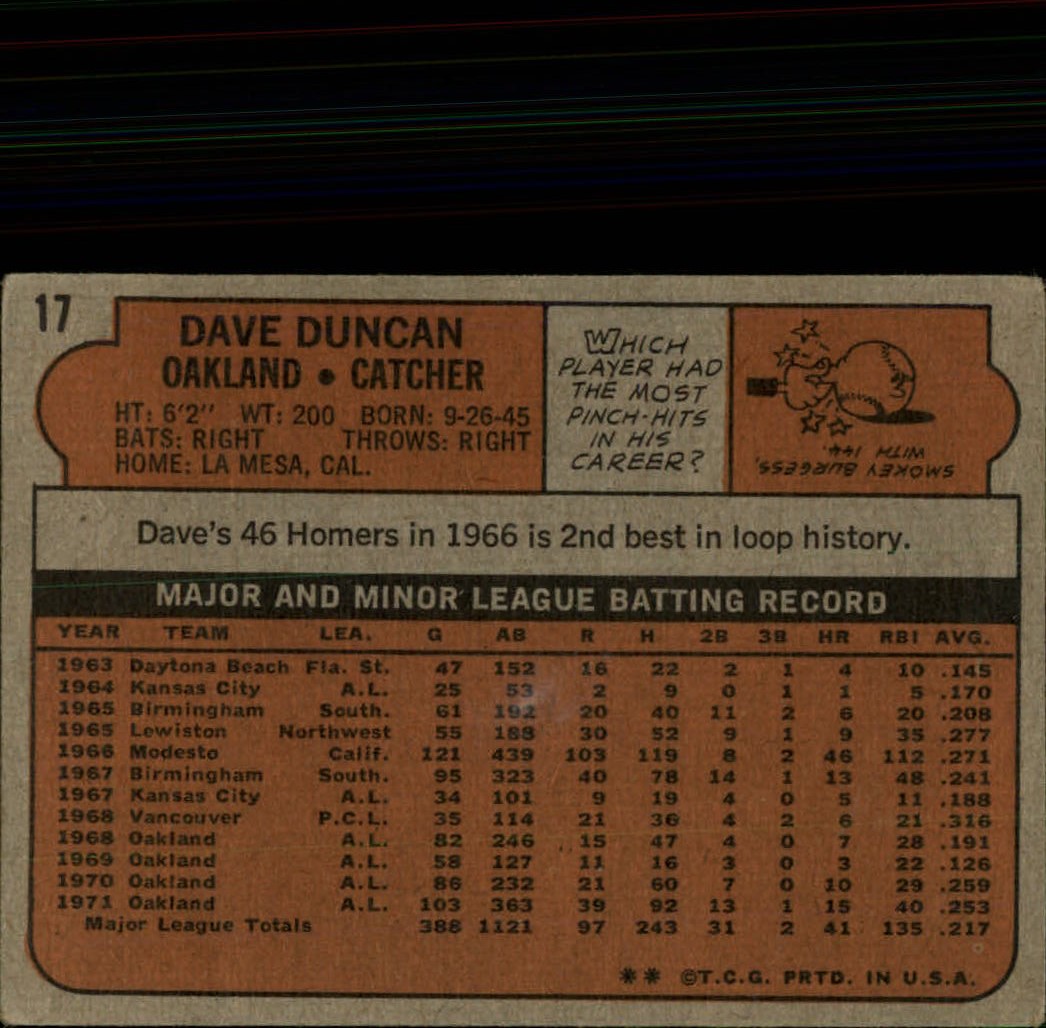 17
DAVE DUNCAN
OAKLAND • CATCHER
HT: 6'2" WT: 200 BORN: 9-26-45
BATS: RIGHT THROWS: RIGHT
HOME: LA MESA, CAL.
WHICH
PLAYER HAD
THE MOST
PINCH-HITS
IN HIS
CAREER?
SMOKEY BURGESS,
WITH 144.
Dave's 46 Homers in 1966 is 2nd best in loop history.
MAJOR AND MINOR LEAGUE BATTING RECORD
YEAR TEAM LEA. G AB R H 2B 3B HR RBI AVG.
1963 Daytona Beach Fla. St. 47 152 16 22 2 1 4 10 .145
1964 Kansas City A.L. 25 53 2 9 0 1 1 5 .170
1965 Birmingham South. 61 192 20 40 11 2 6 20 .208
1965 Lewiston Northwest 55 188 30 52 9 1 9 35 .277
1966 Modesto Calif. 121 439 103 119 8 2 46 112 .271
1967 Birmingham South. 95 323 40 78 14 1 13 48 .241
1967 Kansas City A.L. 34 101 9 19 4 0 5 11 .188
1968 Vancouver P.C.L. 35 114 21 36 4 2 6 21 .316
1968 Oakland A.L. 82 246 15 47 4 0 7 28 .191
1969 Oakland A.L. 58 127 11 16 3 0 3 22 .126
1970 Oakland A.L. 86 232 21 60 7 0 10 29 .259
1971 Oakland A.L. 103 363 39 92 13 1 15 40 .253
Major League Totals 388 1121 97 243 31 2 41 135 .217
** ©T.C.G. PRTD. IN U.S.A.